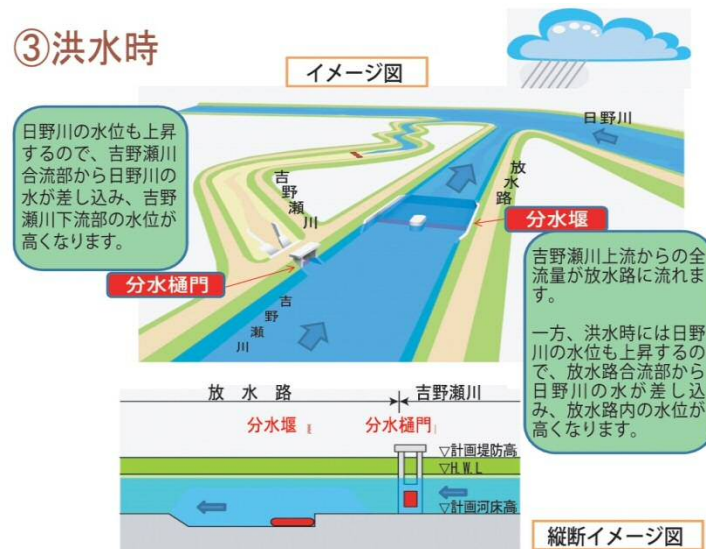 ③洪水時
イメージ図
日野川の水位も上昇
するので、吉野瀬川
合流部から日野川の
水が差し込み、吉野
瀬川下流部の水位が
高くなります。
日野川
放水路
吉野瀬川
分水堰
分水樋門
吉野瀬川
吉野瀬川上流からの全
流量が放水路に流れま
す。
一方、洪水時には日野
川の水位も上昇するの
で、放水路合流部から
日野川の水が差し込
み、放水路内の水位が
高くなります。
放水路
吉野瀬川
分水堰
分水樋門
▽計画堤防高
▽H.W.L
▽計画河床高
縦断イメージ図